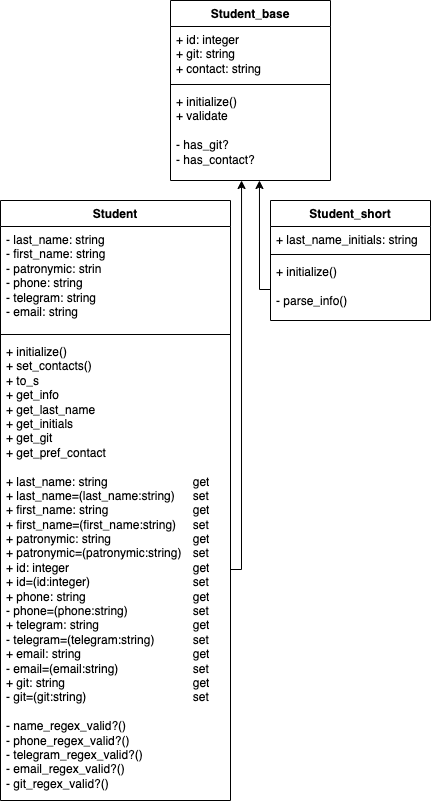 Student_base
+ id: integer
+ git: string
+ contact: string
+ initialize()
+ validate
- has_git?
- has_contact?
Student
- last_name: string
- first_name: string
- patronymic: strin
- phone: string
- telegram: string
- email: string
+ initialize()
+ set_contacts()
+ to_s
+ get_info
+ get_last_name
+ get_initials
+ get_git
+ get_pref_contact
+ last_name: string get
+ last_name=(last_name:string) set
+ first_name: string get
+ first_name=(first_name:string) set
+ patronymic: string get
+ patronymic=(patronymic:string) set
+ id: integer get
+ id=(id:integer) set
+ phone: string get
- phone=(phone:string) set
+ telegram: string get
- telegram=(telegram:string) set
+ email: string get
- email=(email:string) set
+ git: string get
- git=(git:string) set
- name_regex_valid?()
- phone_regex_valid?()
- telegram_regex_valid?()
- email_regex_valid?()
- git_regex_valid?()
Student_short
+ last_name_initials: string
+ initialize()
- parse_info()